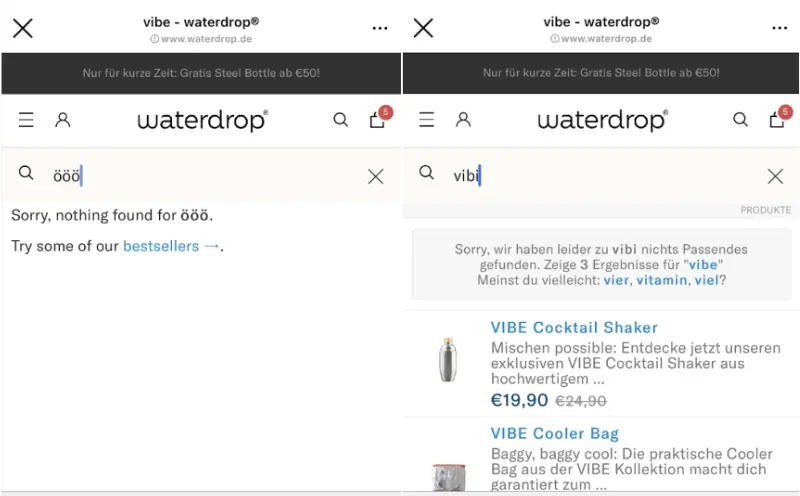 vibe - waterdrop®
www.waterdrop.de
Nur für kurze Zeit: Gratis Steel Bottle ab €50!
waterdrop®
5
ööö
Sorry, nothing found for ööö.
Try some of our bestsellers →.
vibe - waterdrop®
www.waterdrop.de
Nur für kurze Zeit: Gratis Steel Bottle ab €50!
waterdrop®
5
vibi
PRODUKTE
Sorry, wir haben leider zu vibi nichts Passendes
gefunden. Zeige 3 Ergebnisse für "vibe"
Meinst du vielleicht: vier, vitamin, viel?
VIBE Cocktail Shaker
Mischen possible: Entdecke jetzt unseren
exklusiven VIBE Cocktail Shaker aus
hochwertigem ...
€19,90 €24,90
VIBE Cooler Bag
Baggy, baggy cool: Die praktische Cooler
Bag aus der VIBE Kollektion macht dich
garantiert zum ...